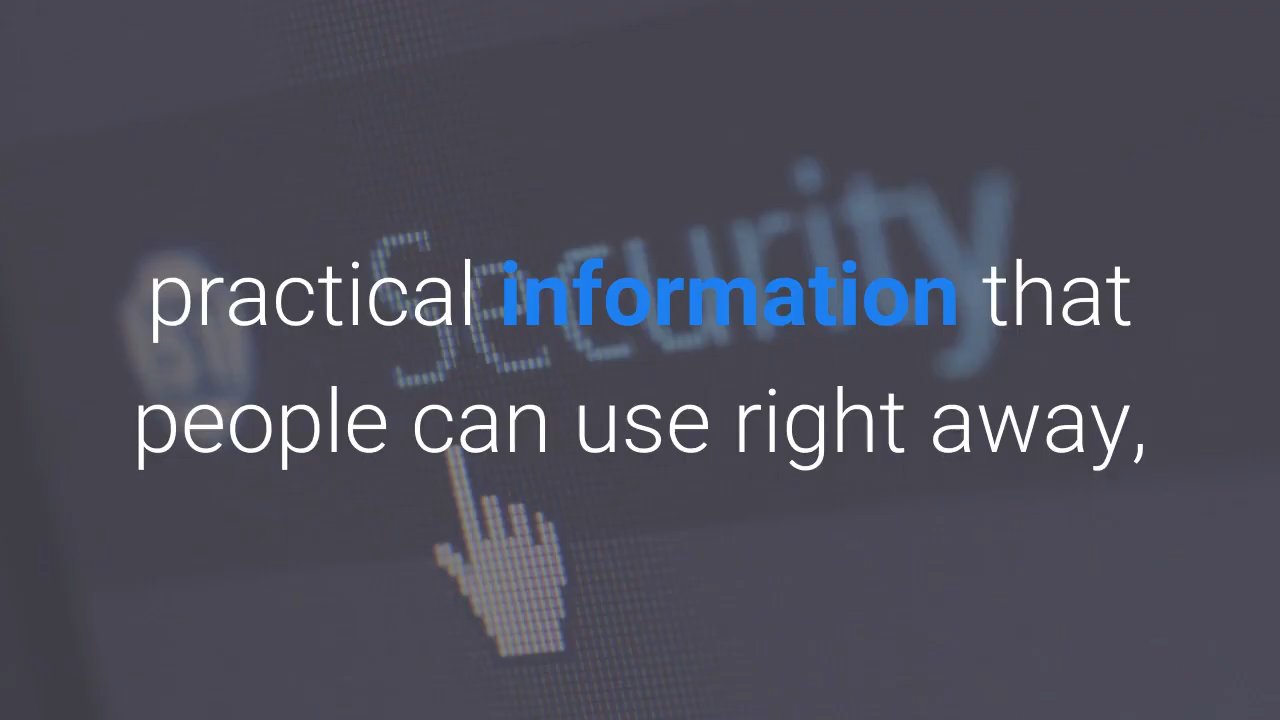 Security
practical information that
people can use right away,